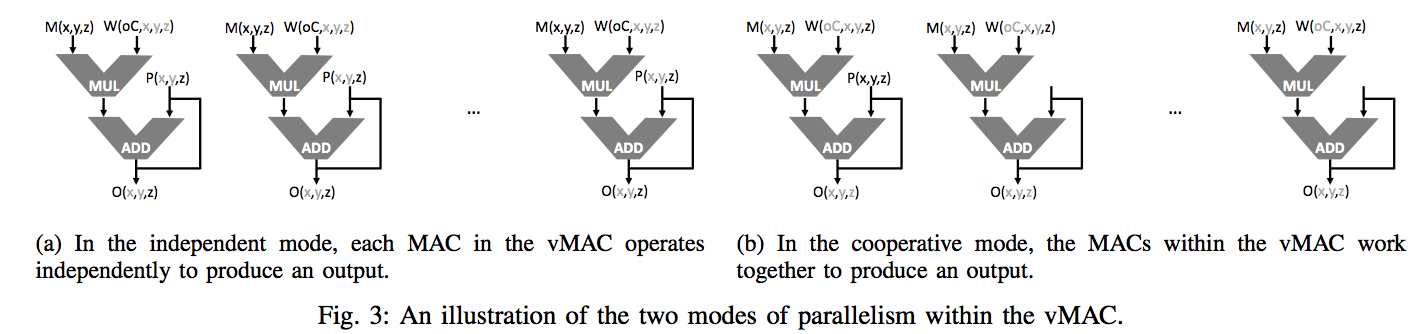 M(x,y,z) W(oC,x,y,z) M(x,y,z) W(oC,x,y,z) M(x,y,z) W(oC,x,y,z) M(x,y,z) W(oC,x,y,z) M(x,y,z) W(oC,x,y,z) M(x,y,z) W(oC,x,y,z)
MUL P(x,y,z) MUL P(x,y,z) MUL P(x,y,z) MUL P(x,y,z) MUL MUL
... ...
ADD ADD ADD ADD ADD ADD
O(x,y,z) O(x,y,z) O(x,y,z) O(x,y,z) O(x,y,z) O(x,y,z)
(a) In the independent mode, each MAC in the vMAC operates
independently to produce an output.
(b) In the cooperative mode, the MACs within the vMAC work
together to produce an output.
Fig. 3: An illustration of the two modes of parallelism within the vMAC.